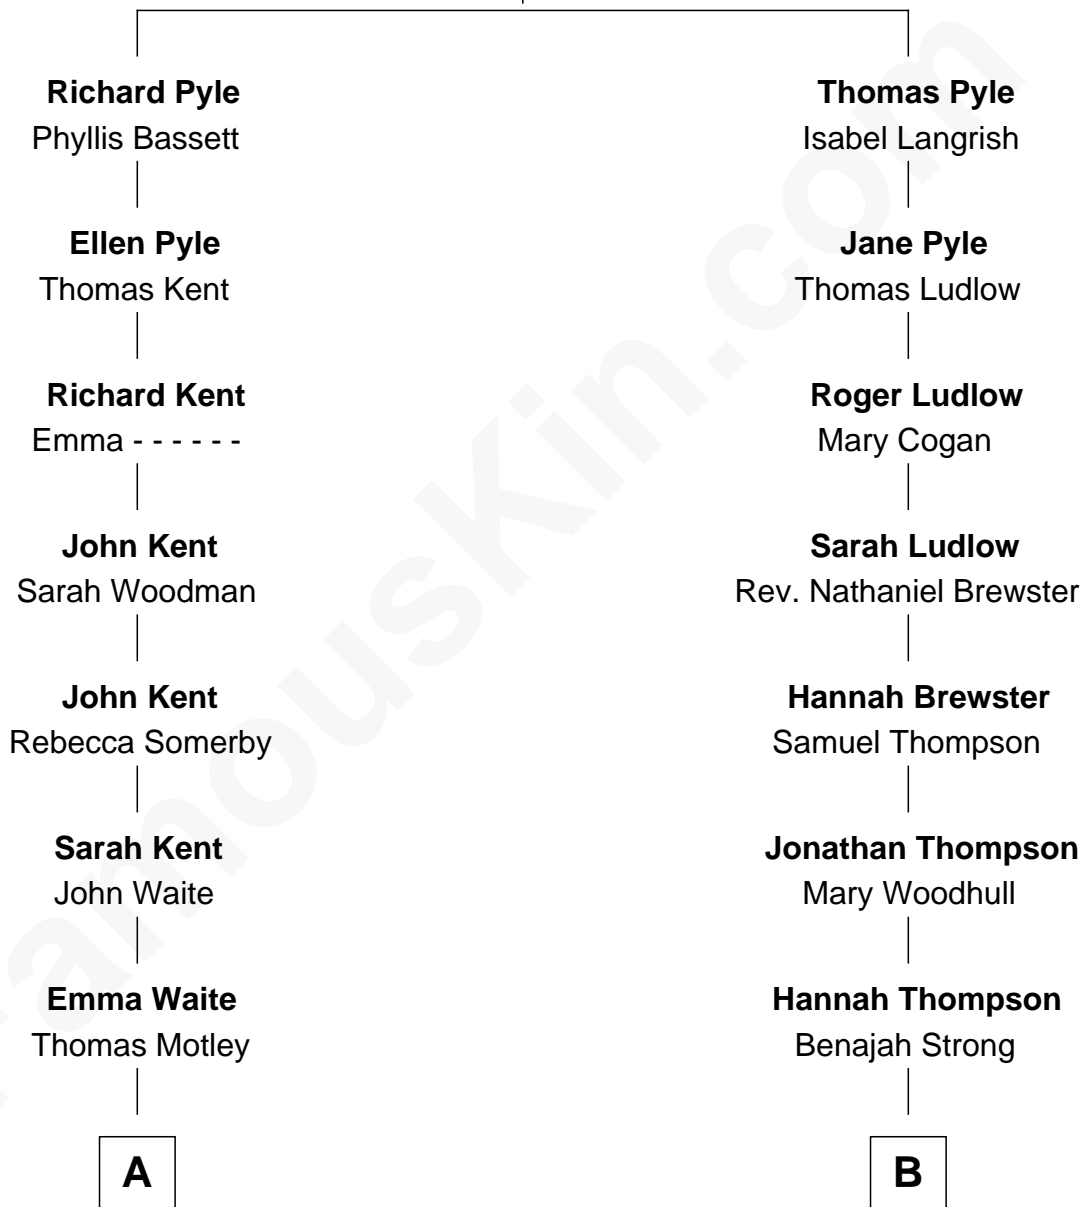 Richard Pyle
Phyllis Bassett
Ellen Pyle
Thomas Kent
Richard Kent
Emma - - - - - -
John Kent
Sarah Woodman
John Kent
Rebecca Somerby
Sarah Kent
John Waite
Emma Waite
Thomas Motley
A
Thomas Pyle
Isabel Langrish
Jane Pyle
Thomas Ludlow
Roger Ludlow
Mary Cogan
Sarah Ludlow
Rev. Nathaniel Brewster
Hannah Brewster
Samuel Thompson
Jonathan Thompson
Mary Woodhull
Hannah Thompson
Benajah Strong
B
FamousKin.com